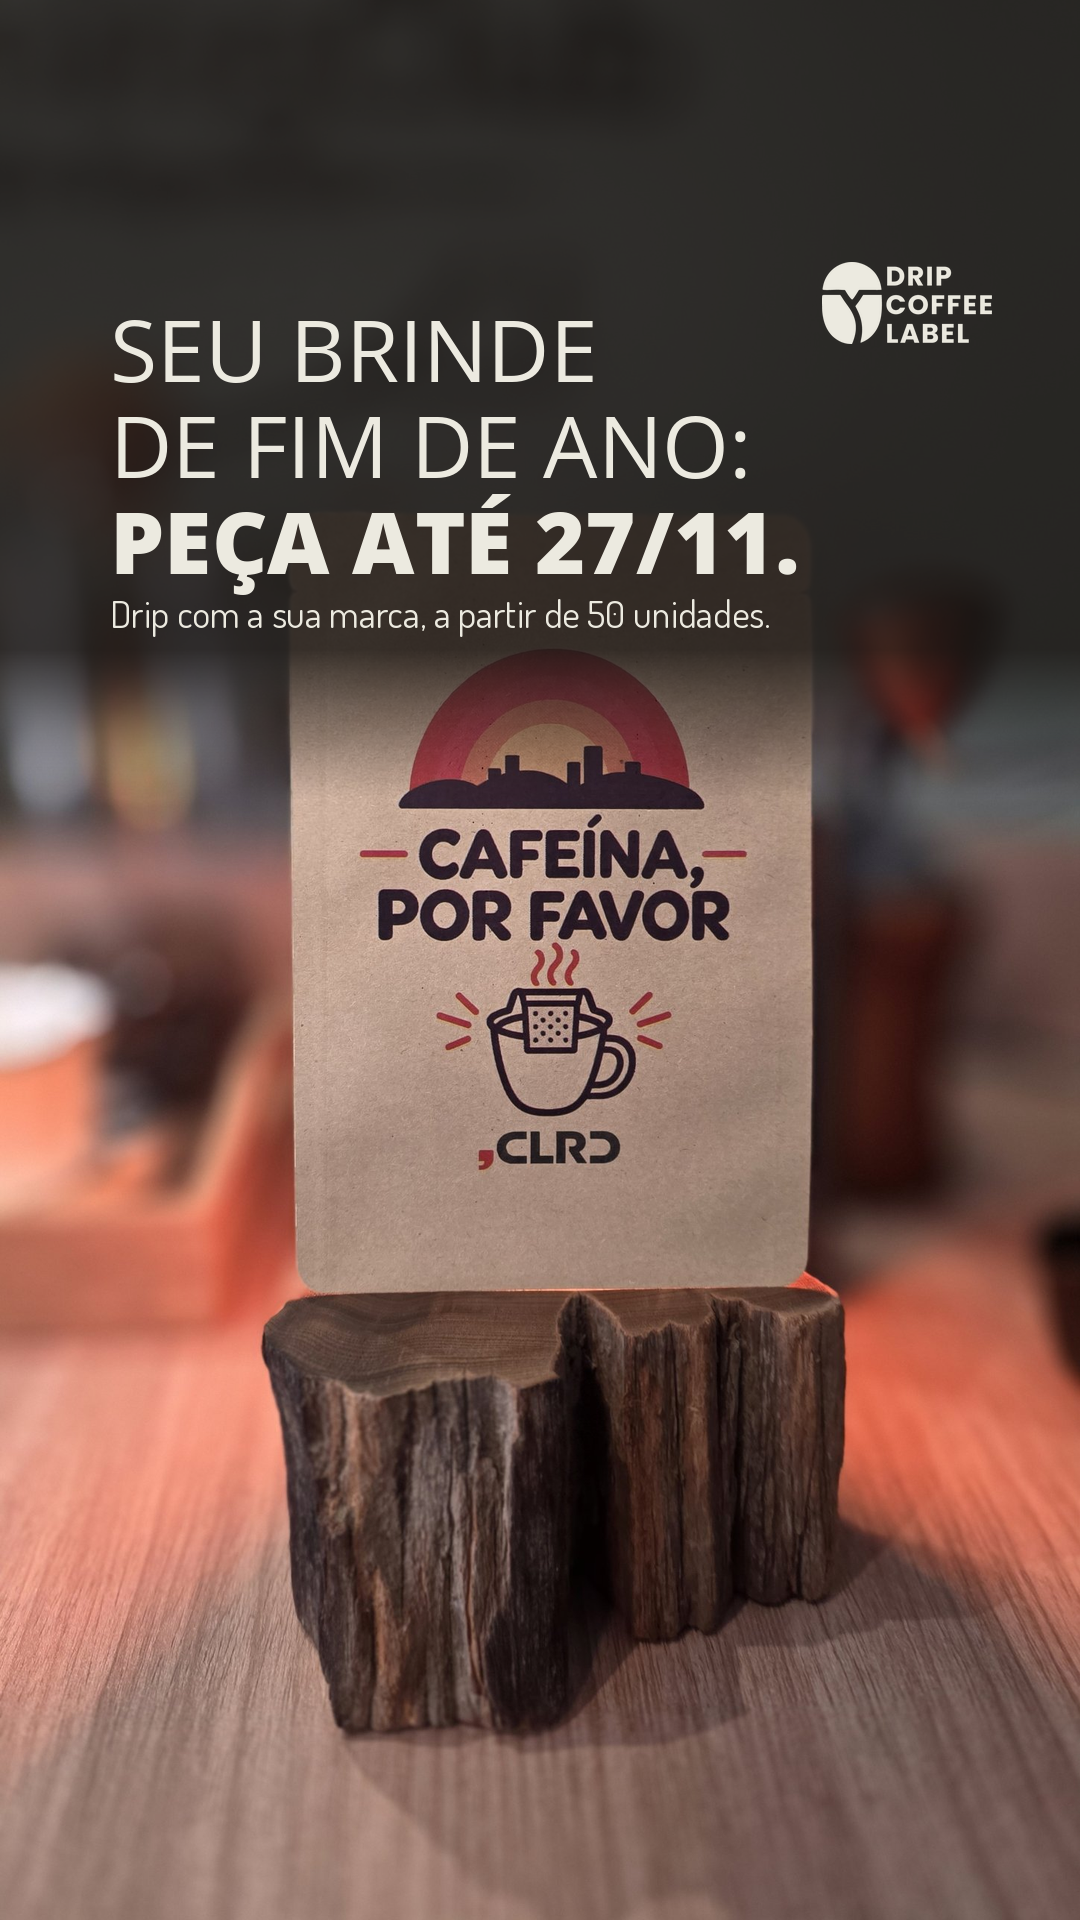 DRIP
COFFEE
LABEL
SEU BRINDE
DE FIM DE ANO:
PEÇA ATÉ 27/11.
Drip com a sua marca, a partir de 50 unidades.
CAFEÍNA,
POR FAVOR
,CLRD